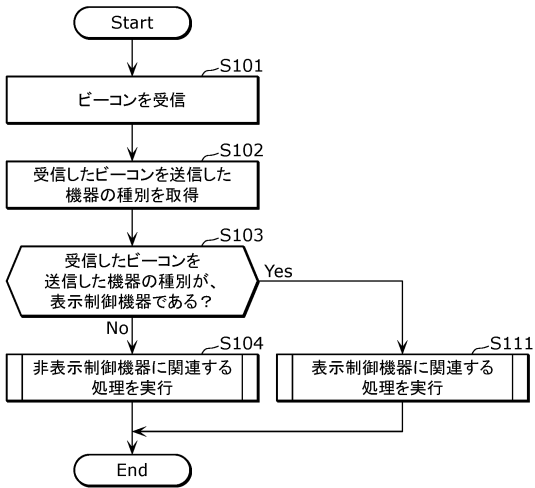 Start
S101
ビーコンを受信
S102
受信したビーコンを送信した
機器の種別を取得
S103
受信したビーコンを
送信した機器の種別が、
表示制御機器である?
Yes
No
S104
非表示制御機器に関連する
処理を実行
S111
表示制御機器に関連する
処理を実行
End